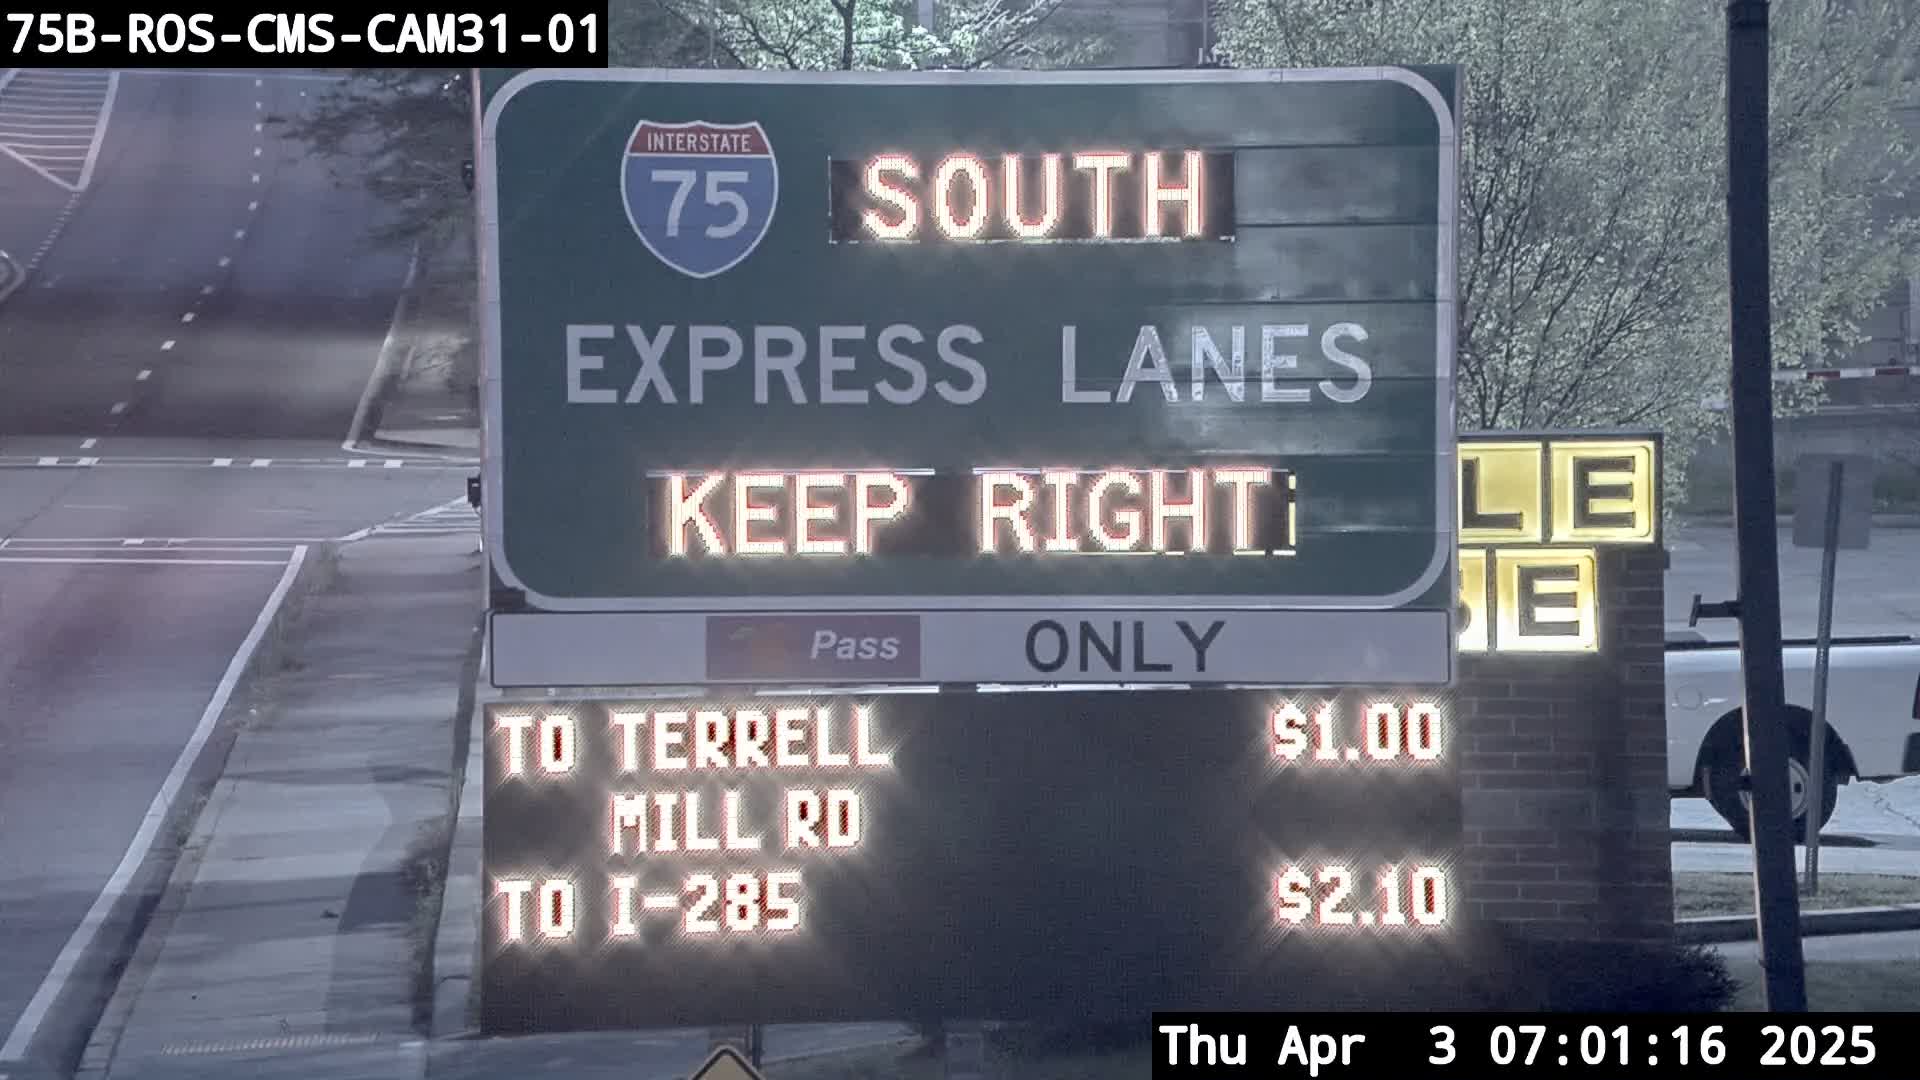 75B-ROS-CMS-CAM31-01
INTERSTATE
75
SOUTH
EXPRESS LANES
KEEP RIGHT
Pass ONLY
TO TERRELL $1.00
MILL RD
TO I-285 $2.10
LE
E
Thu Apr 3 07:01:16 2025